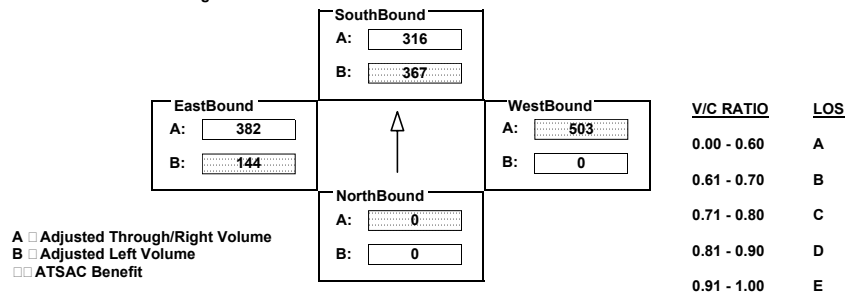 SouthBound
A: 316
B: 367
EastBound
A: 382
B: 144
WestBound
A: 503
B: 0
NorthBound
A: 0
B: 0
A Adjusted Through/Right Volume
B Adjusted Left Volume
ATSAC Benefit
V/C RATIO LOS
0.00 - 0.60 A
0.61 - 0.70 B
0.71 - 0.80 C
0.81 - 0.90 D
0.91 - 1.00 E